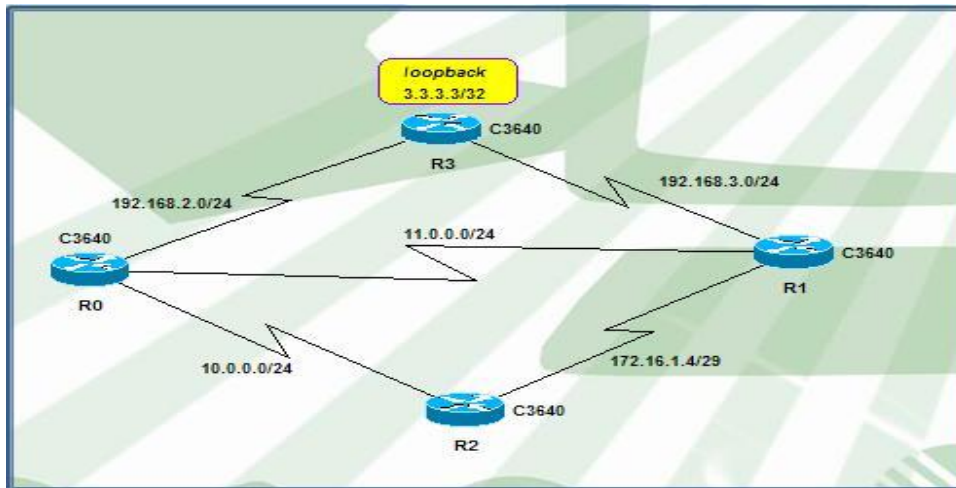 loopback
3.3.3.3/32
C3640
R3
192.168.2.0/24
192.168.3.0/24
11.0.0.0/24
C3640
R0
C3640
R1
10.0.0.0/24
172.16.1.4/29
C3640
R2